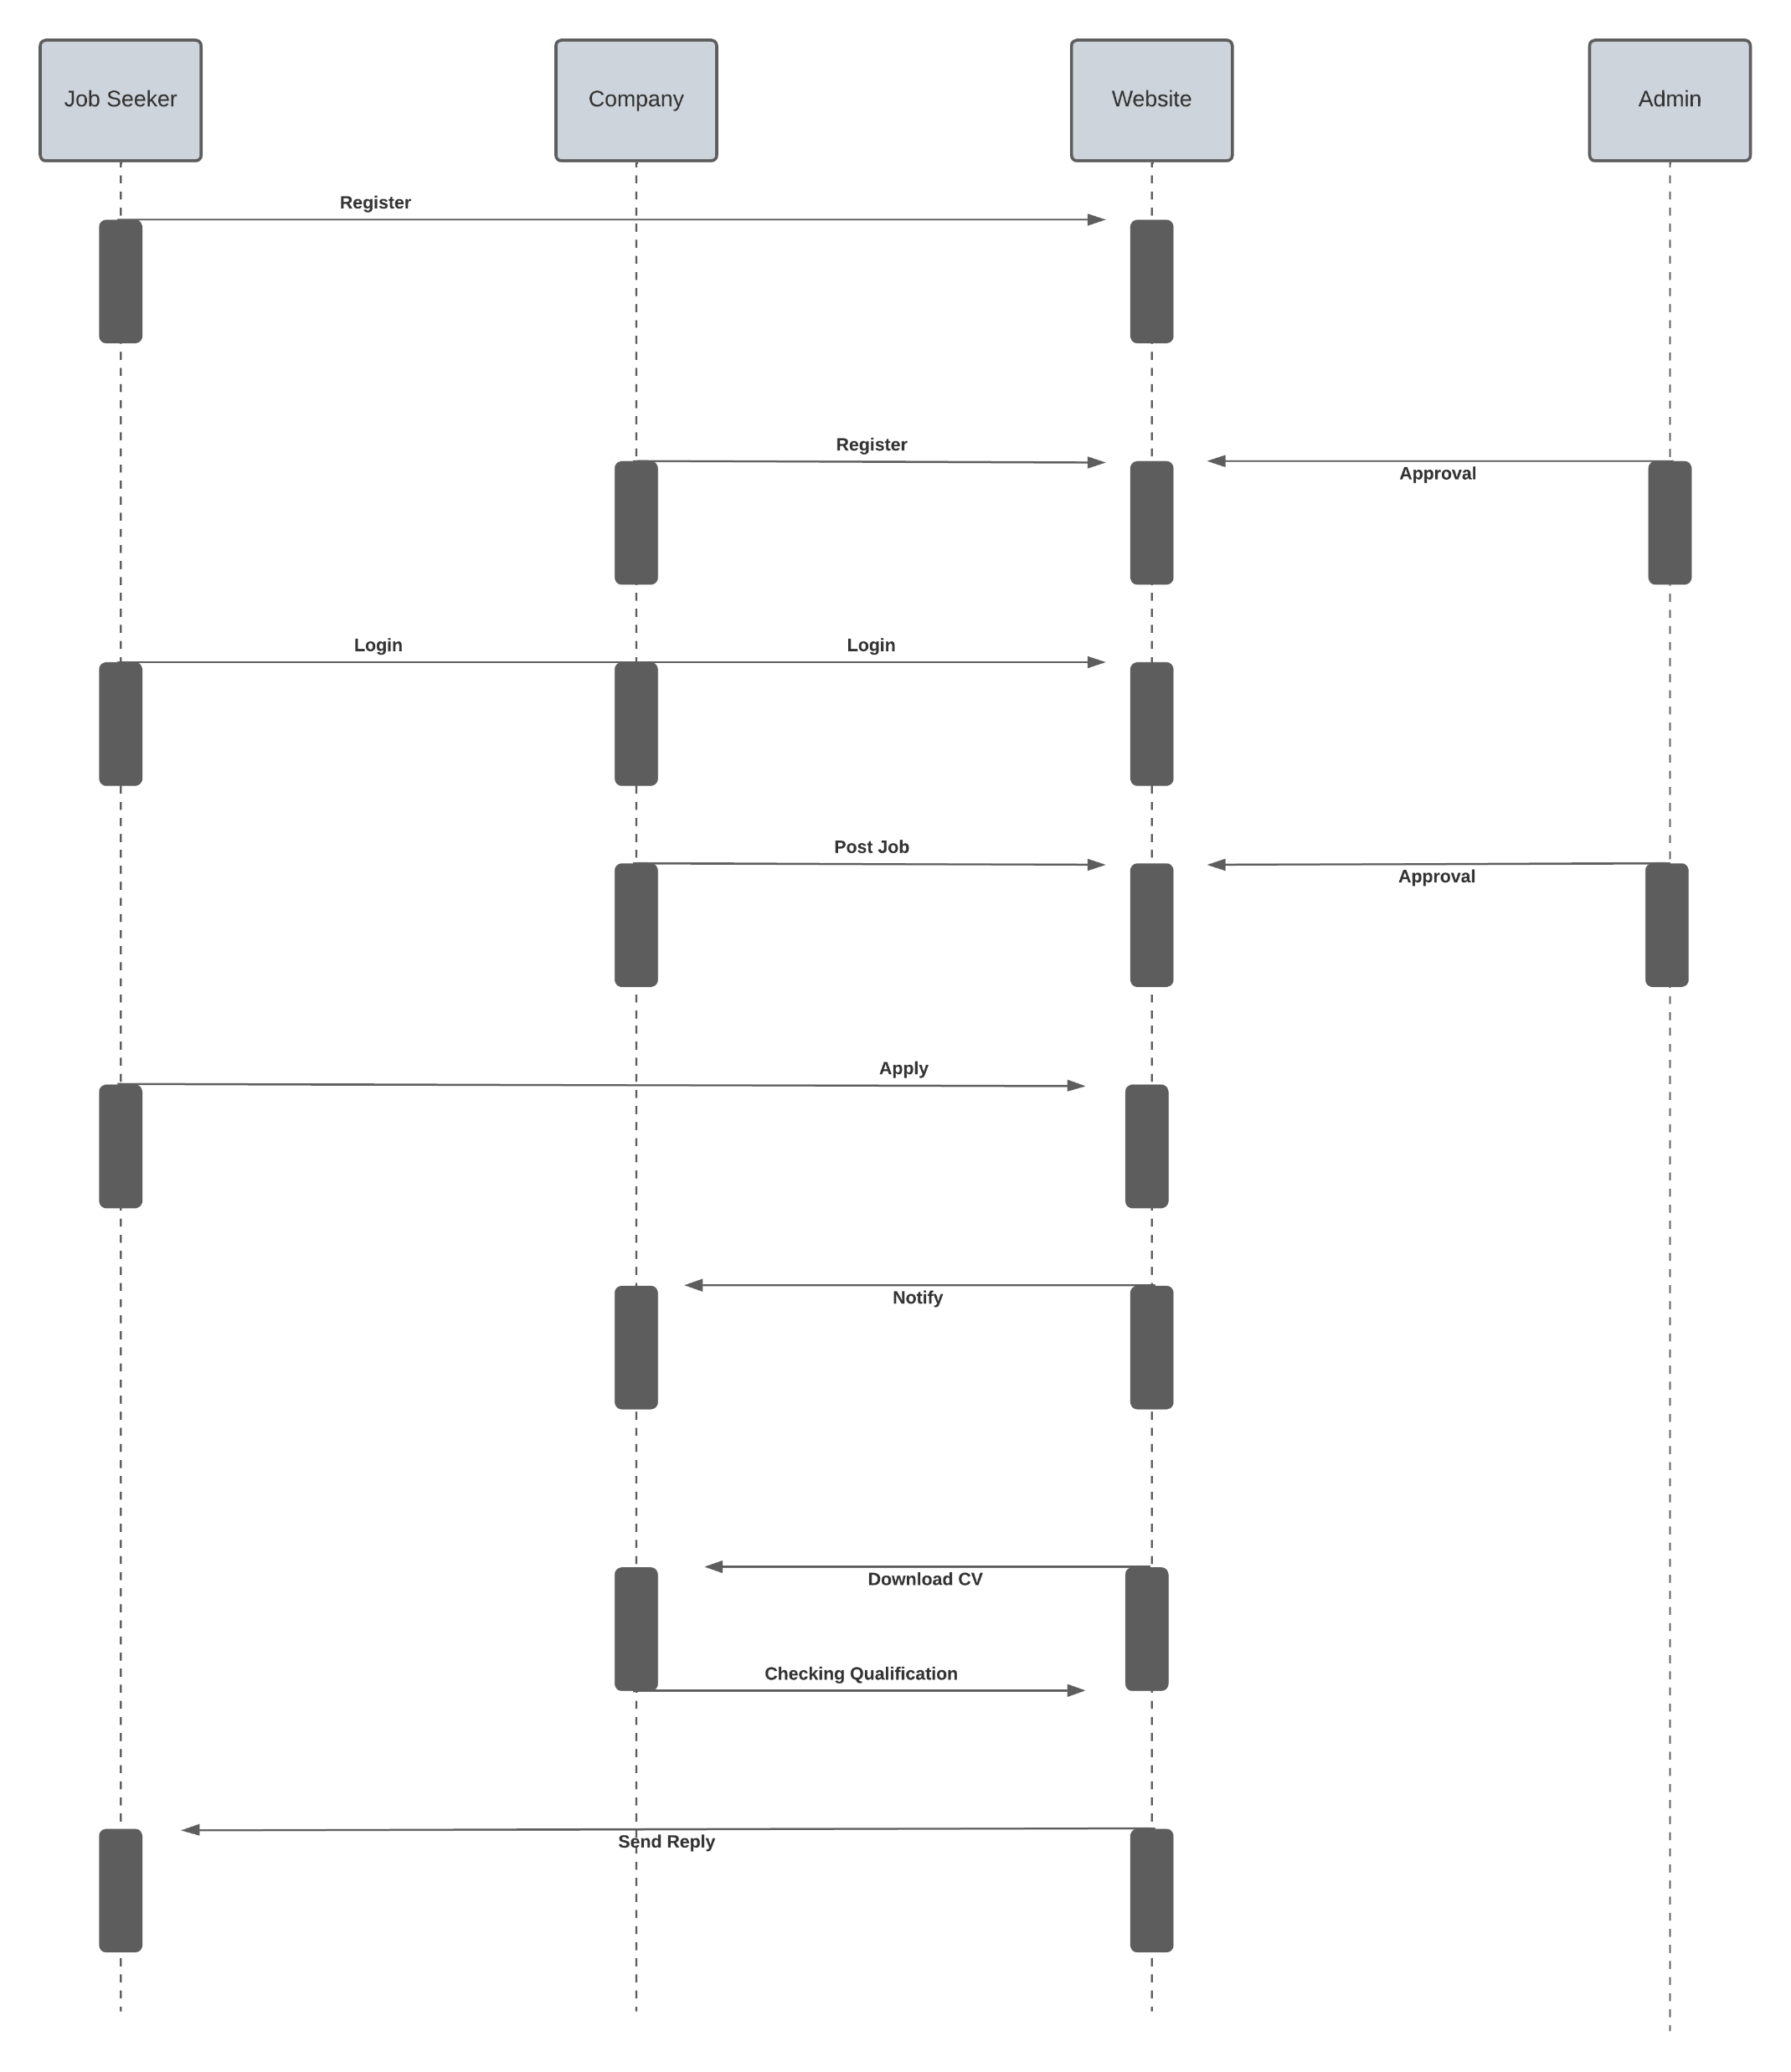 Job Seeker
Company
Website
Admin
Register
Register
Approval
Login
Login
Post Job
Approval
Apply
Notify
Download CV
Checking Qualification
Send Reply